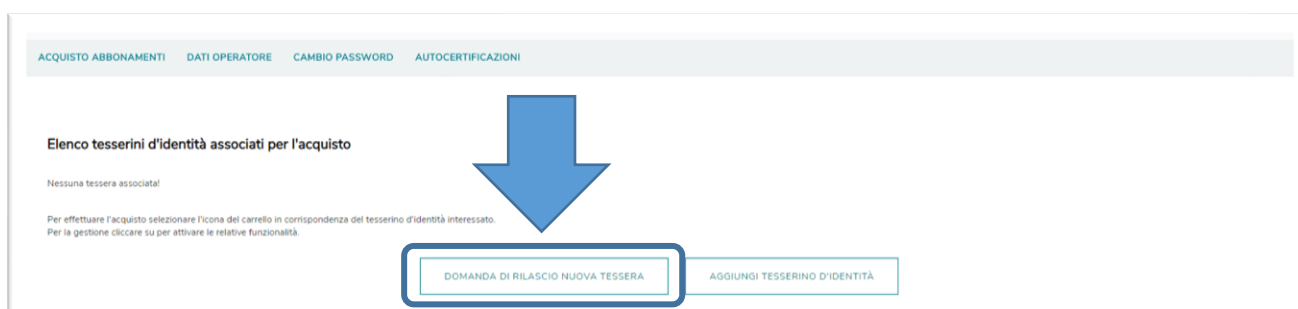 ACQUISTO ABBONAMENTI DATI OPERATORE CAMBIO PASSWORD AUTOCERTIFICAZIONI
Elenco tesserini d'identità associati per l'acquisto
Nessuna tessera associata!
Per effettuare l'acquisto selezionare l'icona del carrello in corrispondenza del tesserino d'identità interessato.
Per la gestione cliccare su per attivare le relative funzionalità.
DOMANDA DI RILASCIO NUOVA TESSERA AGGIUNGI TESSERINO D'IDENTITÀ